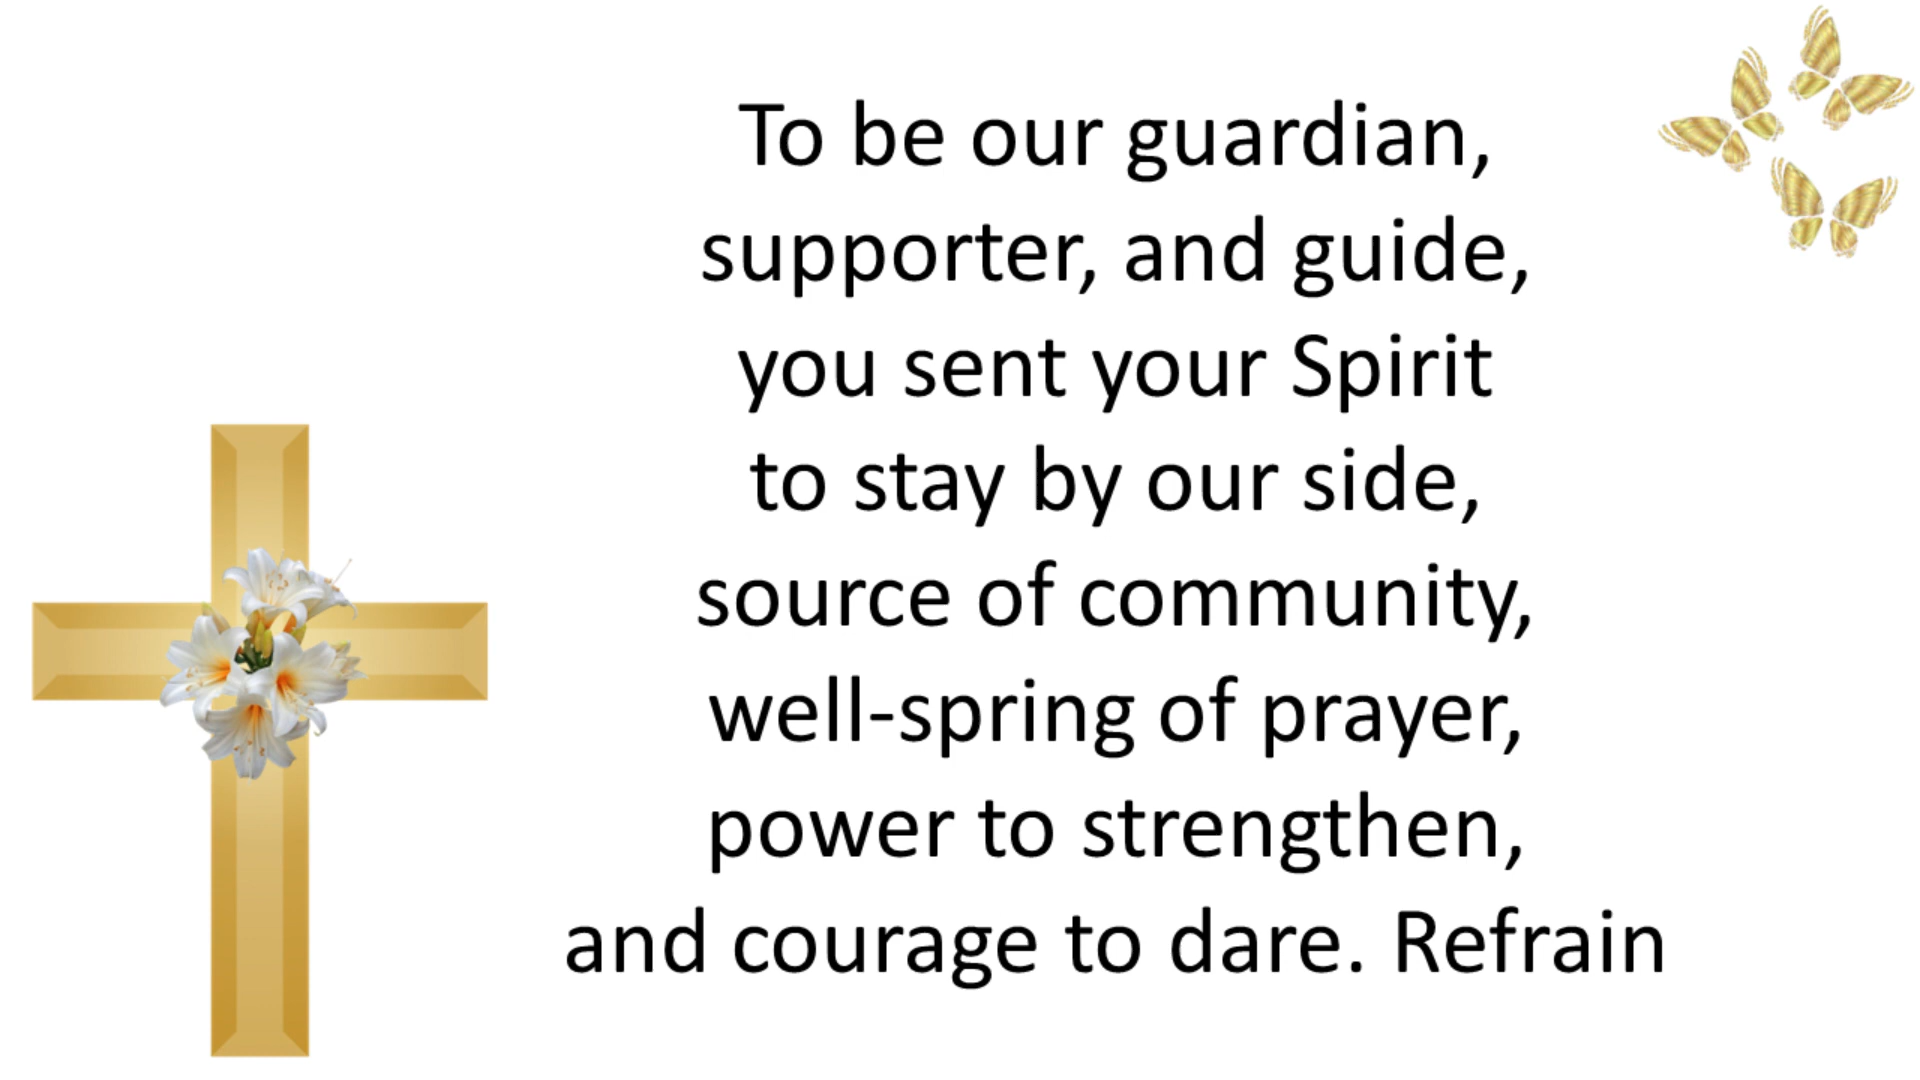 To be our guardian,
supporter, and guide,
you sent your Spirit
to stay by our side,
source of community,
well-spring of prayer,
power to strengthen,
and courage to dare. Refrain